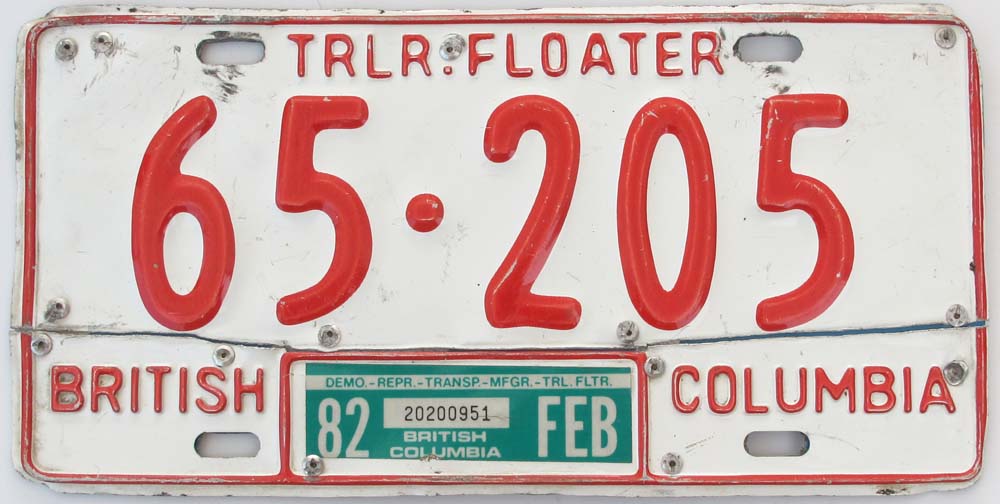 TRLR. FLOATER
65·205
BRITISH COLUMBIA
DEMO.-REPR.-TRANSP.-MFGR.-TRL. FLTR.
82 20200951 FEB
BRITISH
COLUMBIA